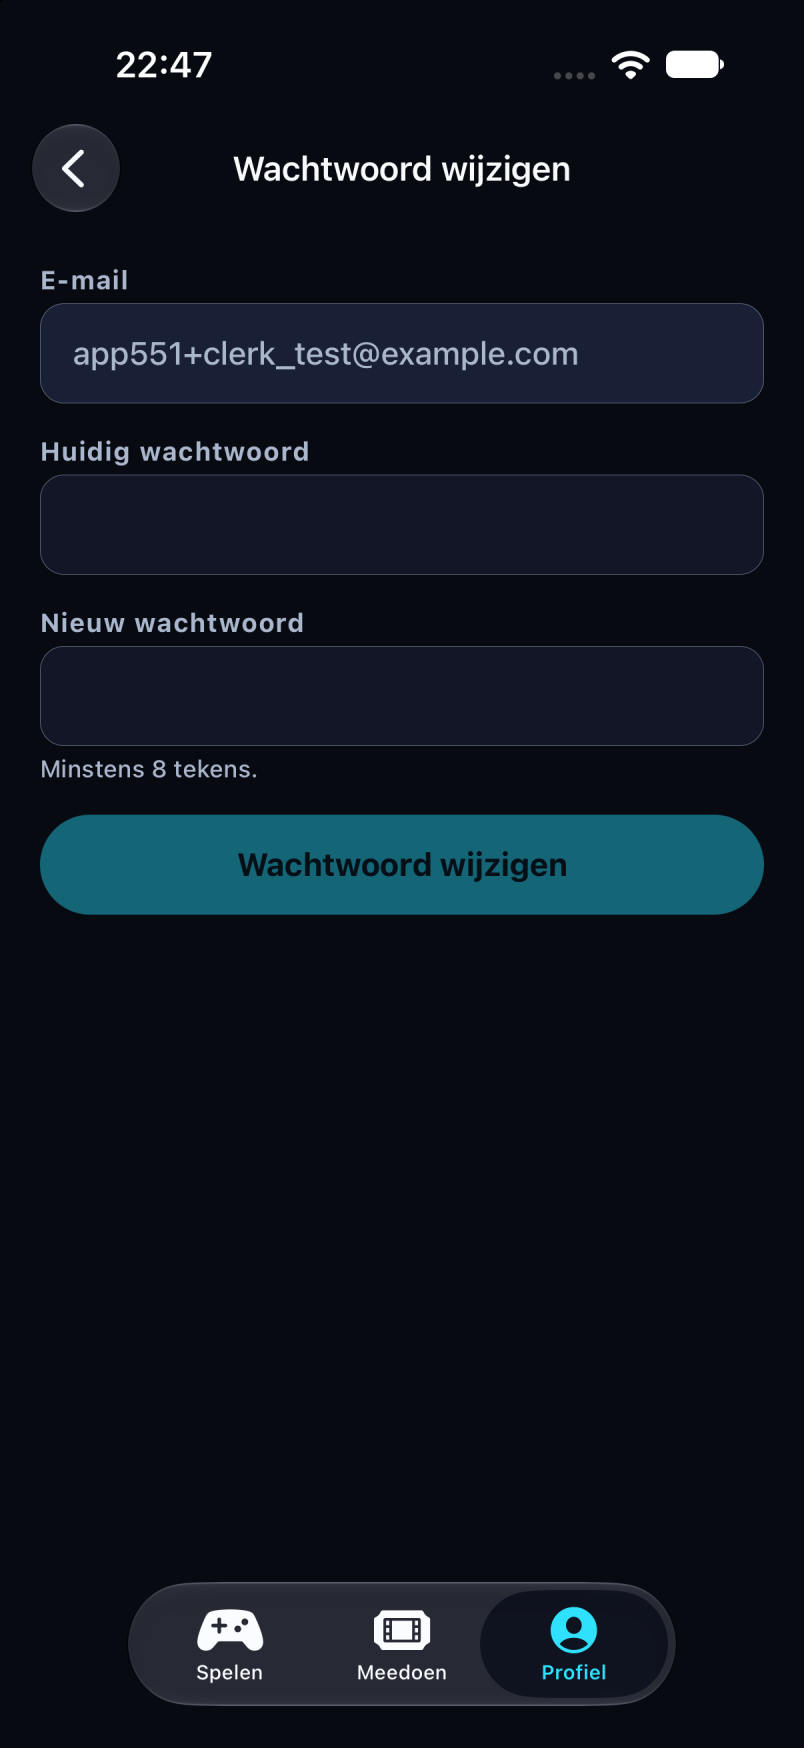 22:47
Wachtwoord wijzigen
E-mail
app551+clerk_test@example.com
Huidig wachtwoord
Nieuw wachtwoord
Minstens 8 tekens.
Wachtwoord wijzigen
Spelen
Meedoen
Profiel